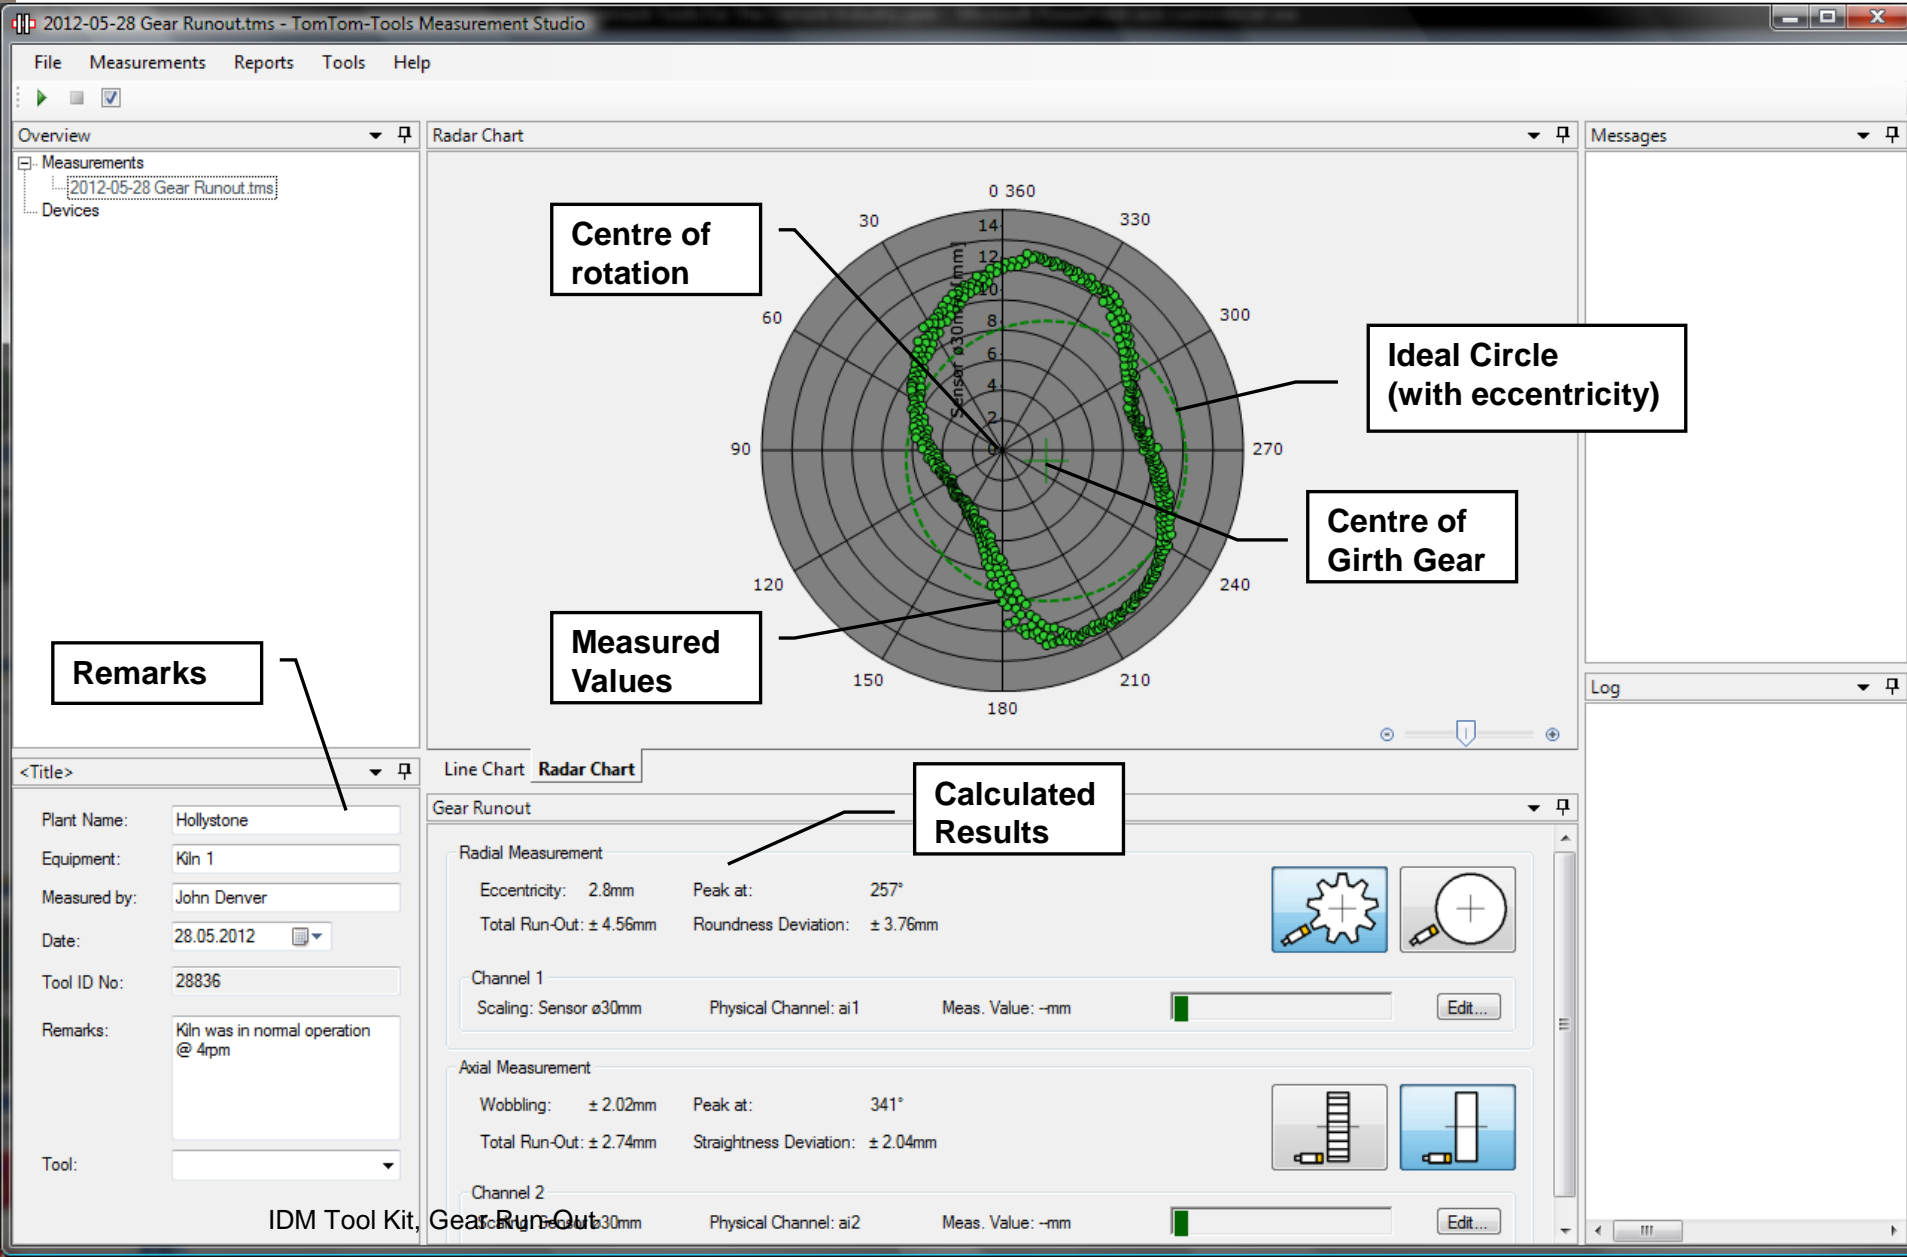 2012-05-28 Gear Runout.tms - TomTom-Tools Measurement Studio
File Measurements Reports Tools Help
Overview
Measurements
2012-05-28 Gear Runout.tms
Devices
Radar Chart
0 360
330
300
270
240
210
180
150
120
90
60
30
14
12
10
8
6
4
2
0
Sensor ø30mm [mm]
Centre of
rotation
Ideal Circle
(with eccentricity)
Centre of
Girth Gear
Measured
Values
Remarks
Line Chart Radar Chart
Messages
Log
<Title>
Plant Name: Hollystone
Equipment: Kiln 1
Measured by: John Denver
Date: 28.05.2012
Tool ID No: 28836
Remarks: Kiln was in normal operation
@ 4rpm
Tool:
Calculated
Results
Gear Runout
Radial Measurement
Eccentricity: 2.8mm Peak at: 257°
Total Run-Out: ± 4.56mm Roundness Deviation: ± 3.76mm
Channel 1
Scaling: Sensor ø30mm Physical Channel: ai1 Meas. Value: --mm Edit...
Axial Measurement
Wobbling: ± 2.02mm Peak at: 341°
Total Run-Out: ± 2.74mm Straightness Deviation: ± 2.04mm
Channel 2
Scaling: Sensor ø30mm Physical Channel: ai2 Meas. Value: --mm Edit...
IDM Tool Kit, Gear Run-Out